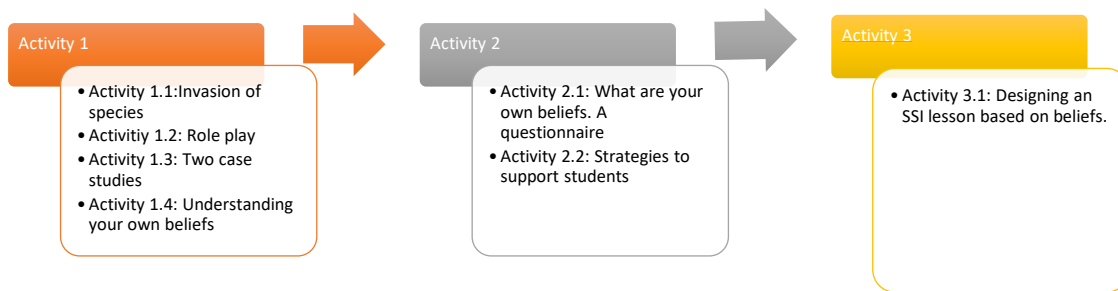 Activity 1
• Activity 1.1:Invasion of
species
• Activitiy 1.2: Role play
• Activity 1.3: Two case
studies
• Activity 1.4: Understanding
your own beliefs
Activity 2
• Activity 2.1: What are your
own beliefs. A
questionnaire
• Activity 2.2: Strategies to
support students
Activity 3
• Activity 3.1: Designing an
SSI lesson based on beliefs.